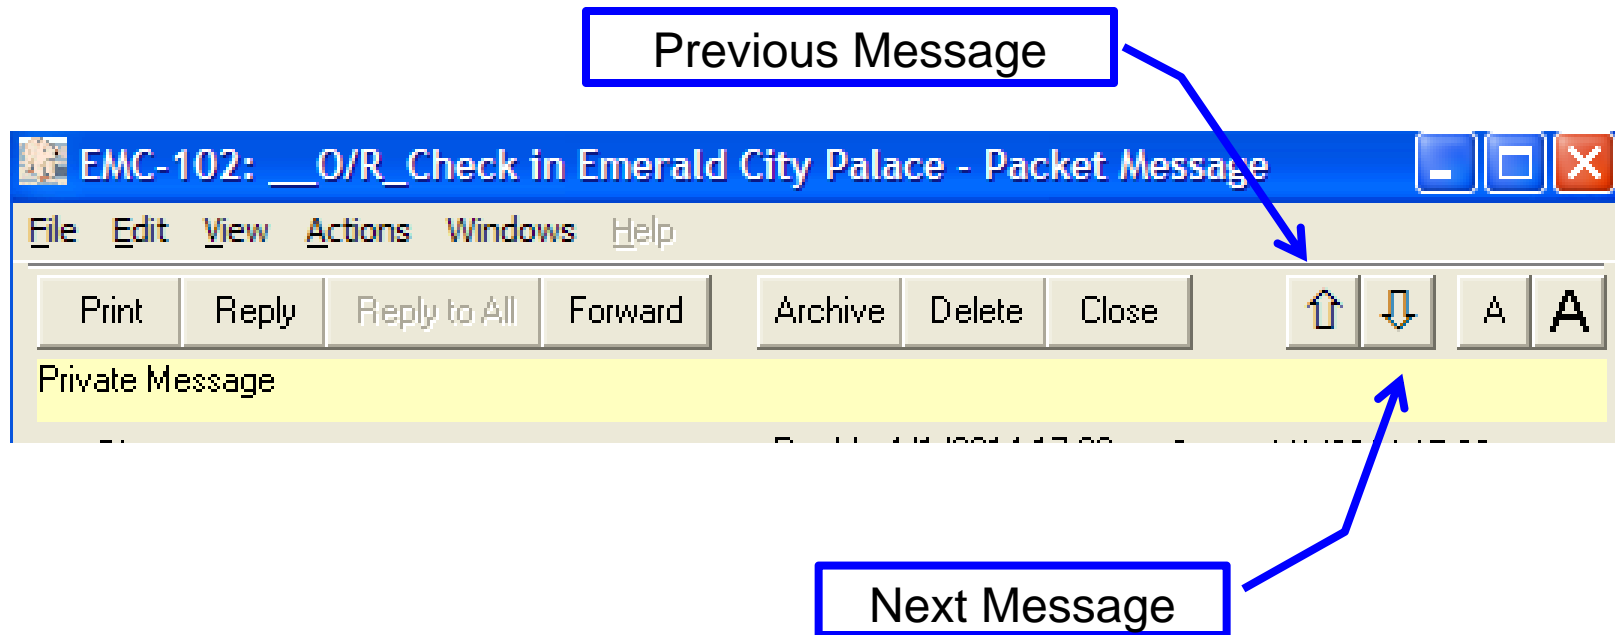 Previous Message
EMC-102: __O/R_Check in Emerald City Palace - Packet Message
File Edit View Actions Windows Help
Print Reply Reply to All Forward Archive Delete Close A A
Private Message
Next Message